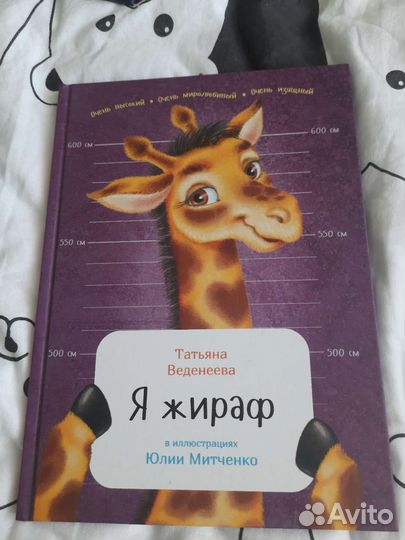 Очень высокий • Очень миролюбивый • Очень изящный
600 см 600 см
550 см 550 см
500 см 500 см
Татьяна
Веденеева
Я жираф
в иллюстрациях
Юлии Митченко
Avito